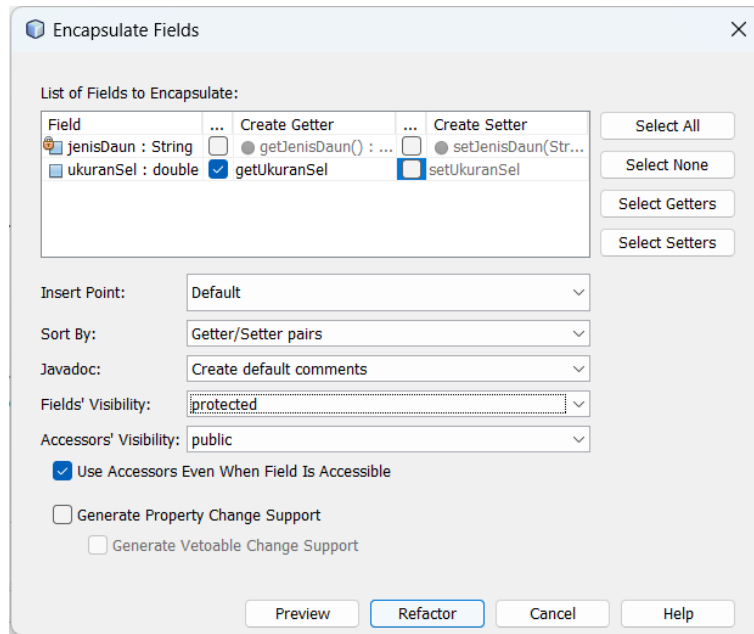 Encapsulate Fields
List of Fields to Encapsulate:
Field ... Create Getter ... Create Setter
jenisDaun : String getJenisDaun() : ... setJenisDaun(Str...
ukuranSel : double getUkuranSel setUkuranSel
Select All
Select None
Select Getters
Select Setters
Insert Point: Default
Sort By: Getter/Setter pairs
Javadoc: Create default comments
Fields' Visibility: protected
Accessors' Visibility: public
Use Accessors Even When Field Is Accessible
Generate Property Change Support
Generate Vetoable Change Support
Preview Refactor Cancel Help